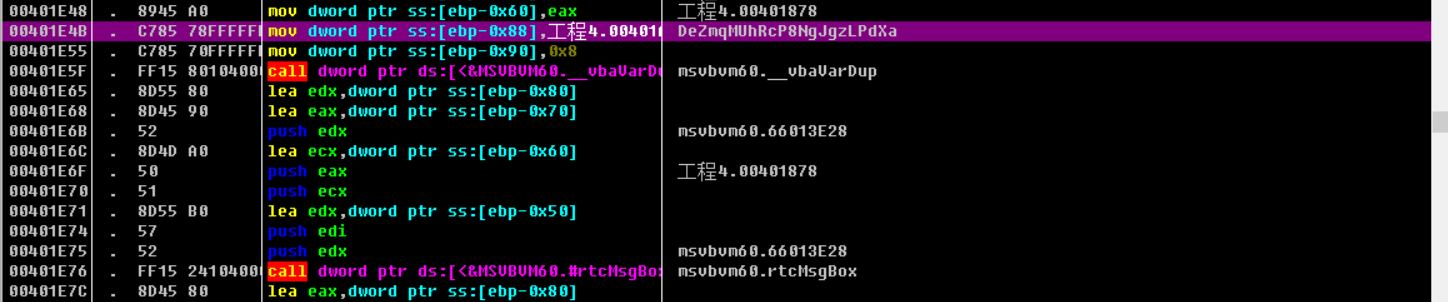 00401E48 . 8945 A0 mov dword ptr ss:[ebp-0x60],eax 工程4.00401878
00401E4B . C785 78FFFFFF mov dword ptr ss:[ebp-0x88],工程4.00401 DeZmqMUhRcP8NgJgzLPdXa
00401E55 . C785 70FFFFFF mov dword ptr ss:[ebp-0x90],0x8
00401E5F . FF15 80104000 call dword ptr ds:[<&MSVBVM60.__vbaVarDu msvbvm60.__vbaVarDup
00401E65 . 8D55 80 lea edx,dword ptr ss:[ebp-0x80]
00401E68 . 8D45 90 lea eax,dword ptr ss:[ebp-0x70]
00401E6B . 52 push edx msvbvm60.66013E28
00401E6C . 8D4D A0 lea ecx,dword ptr ss:[ebp-0x60]
00401E6F . 50 push eax 工程4.00401878
00401E70 . 51 push ecx
00401E71 . 8D55 B0 lea edx,dword ptr ss:[ebp-0x50]
00401E74 . 57 push edi
00401E75 . 52 push edx msvbvm60.66013E28
00401E76 . FF15 24104000 call dword ptr ds:[<&MSVBVM60.#rtcMsgBox msvbvm60.rtcMsgBox
00401E7C . 8D45 80 lea eax,dword ptr ss:[ebp-0x80]